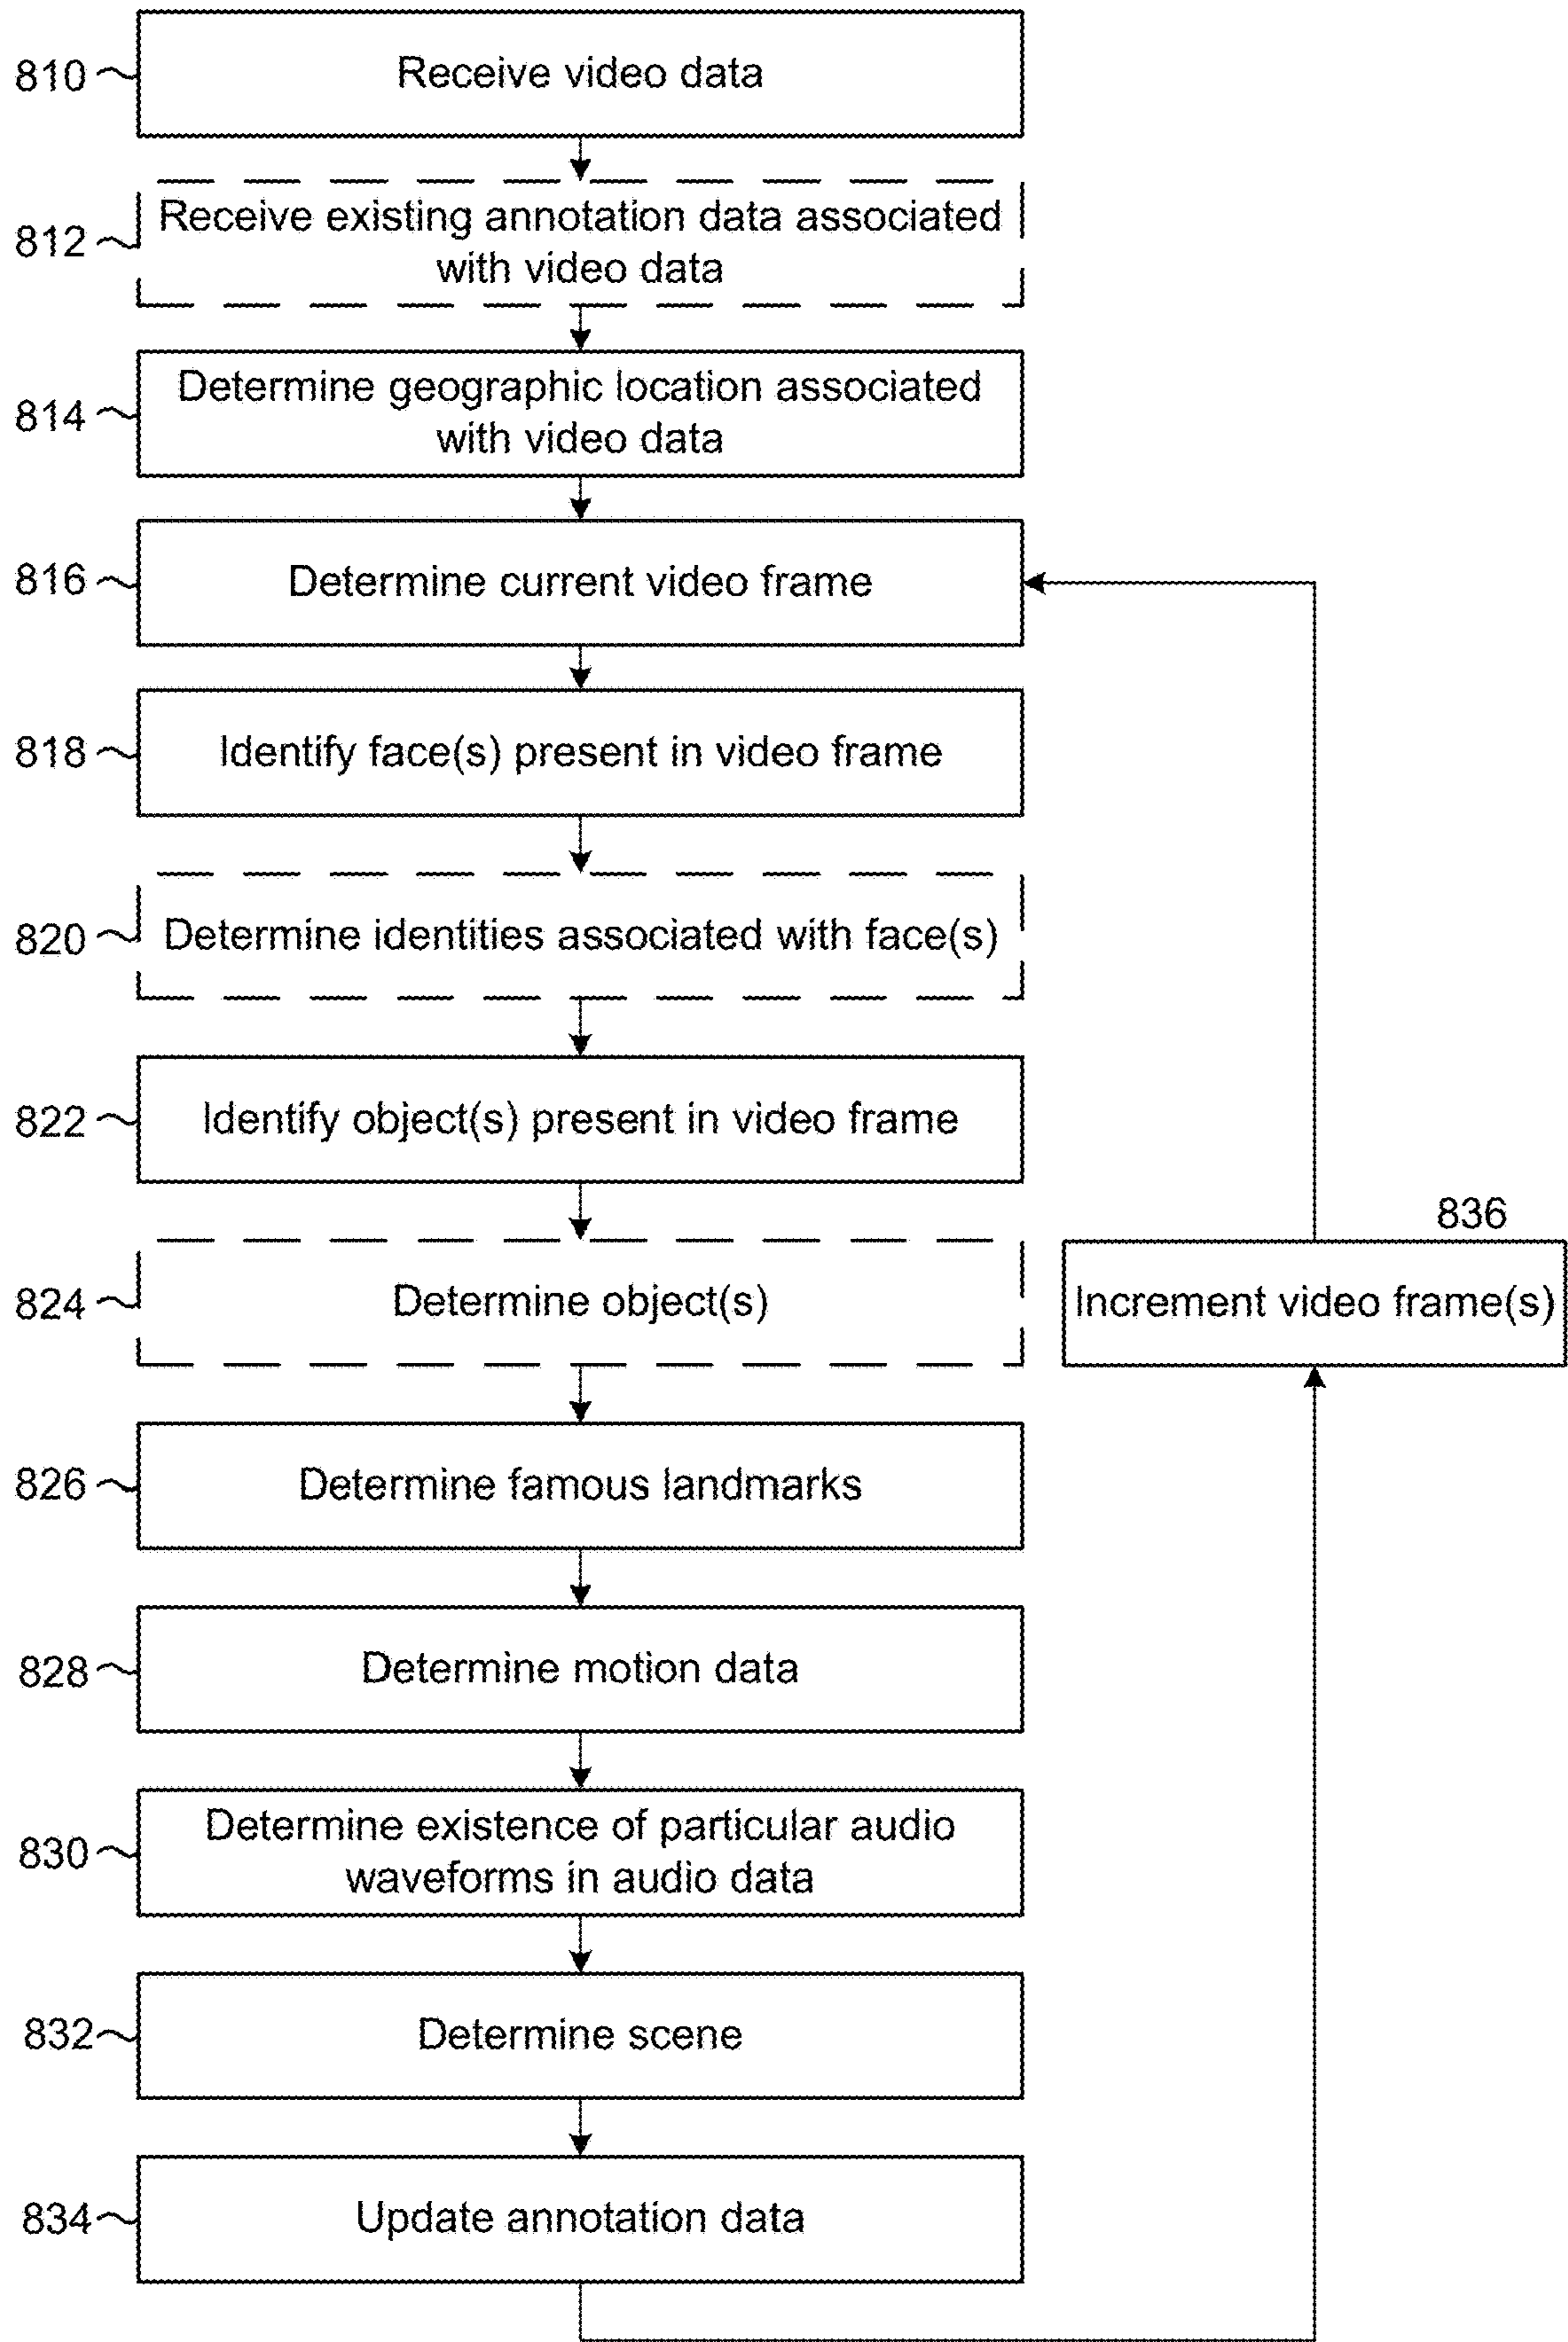 810
Receive video data
812
Receive existing annotation data associated
with video data
814
Determine geographic location associated
with video data
816
Determine current video frame
818
Identify face(s) present in video frame
820
Determine identities associated with face(s)
822
Identify object(s) present in video frame
824
Determine object(s)
836
Increment video frame(s)
826
Determine famous landmarks
828
Determine motion data
830
Determine existence of particular audio
waveforms in audio data
832
Determine scene
834
Update annotation data